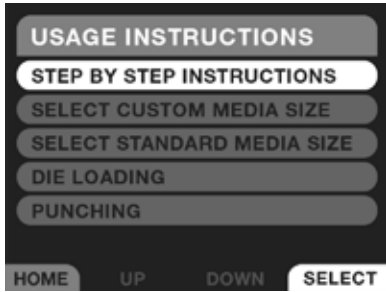 USAGE INSTRUCTIONS
STEP BY STEP INSTRUCTIONS
SELECT CUSTOM MEDIA SIZE
SELECT STANDARD MEDIA SIZE
DIE LOADING
PUNCHING
HOME UP DOWN SELECT